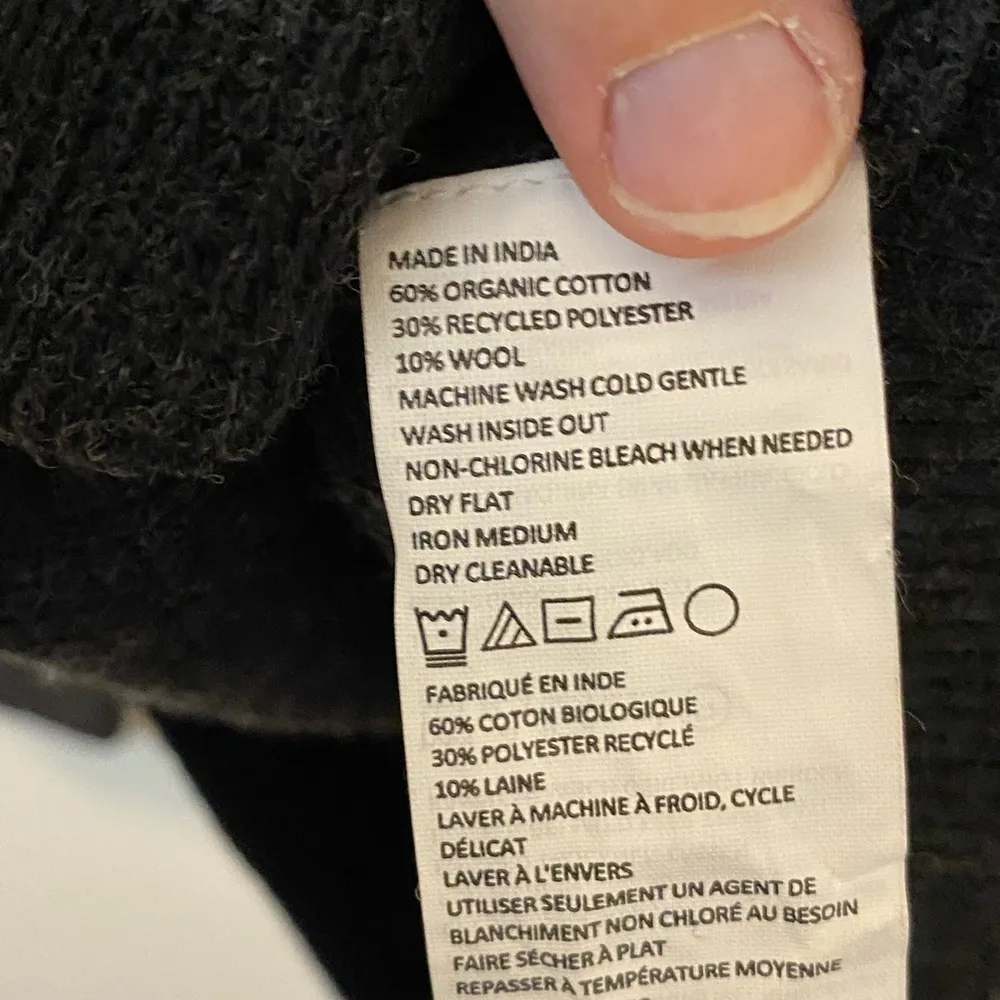 MADE IN INDIA
60% ORGANIC COTTON
30% RECYCLED POLYESTER
10% WOOL
MACHINE WASH COLD GENTLE
WASH INSIDE OUT
NON-CHLORINE BLEACH WHEN NEEDED
DRY FLAT
IRON MEDIUM
DRY CLEANABLE
FABRIQUÉ EN INDE
60% COTON BIOLOGIQUE
30% POLYESTER RECYCLÉ
10% LAINE
LAVER À MACHINE À FROID, CYCLE
DÉLICAT
LAVER À L'ENVERS
UTILISER SEULEMENT UN AGENT DE
BLANCHIMENT NON CHLORÉ AU BESOIN
FAIRE SÉCHER À PLAT
REPASSER À TEMPÉRATURE MOYENNE